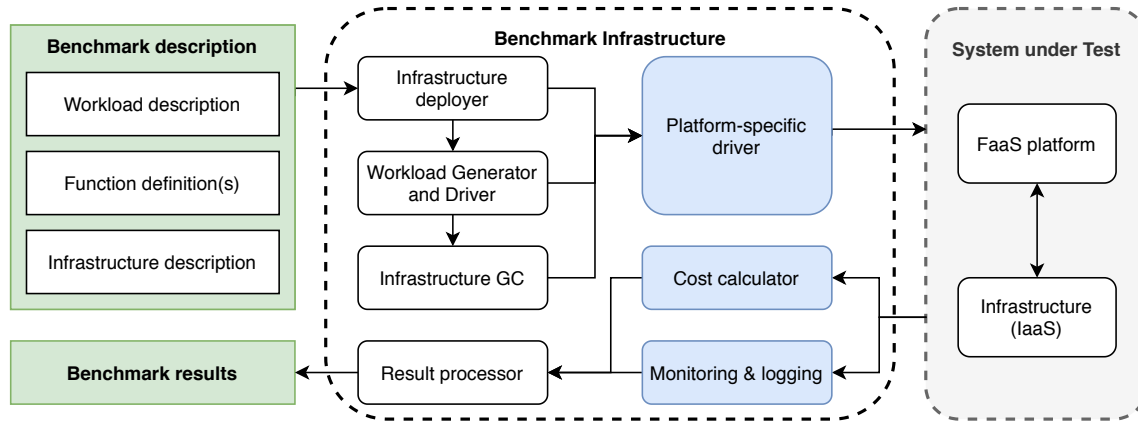 Benchmark description
Workload description
Function definition(s)
Infrastructure description
Benchmark results
Benchmark Infrastructure
Infrastructure
deployer
Workload Generator
and Driver
Infrastructure GC
Result processor
Platform-specific
driver
Cost calculator
Monitoring & logging
System under Test
FaaS platform
Infrastructure
(IaaS)